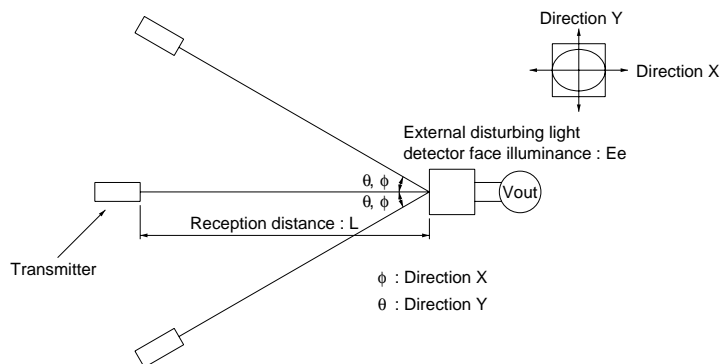 Direction Y
Direction X
External disturbing light
detector face illuminance : Ee
θ, ϕ
θ, ϕ
Vout
Reception distance : L
Transmitter
ϕ : Direction X
θ : Direction Y